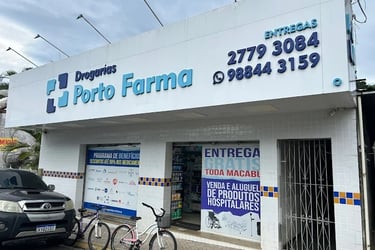 Drogarias
Porto Farma
ENTREGAS
2779 3084
98844 3159
PROGRAMA DE BENEFÍCIOS
ENTREGA
GRÁTIS
TODA MACABU
VENDA E ALUGUEL
DE PRODUTOS
HOSPITALARES